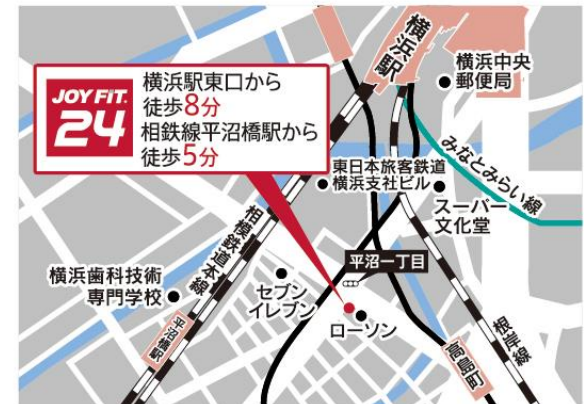 JOYFIT.
24
横浜駅東口から
徒歩8分
相鉄線平沼橋駅から
徒歩5分
横浜駅
横浜中央
郵便局
みなとみらい線
東日本旅客鉄道
横浜支社ビル
スーパー
文化堂
相模鉄道本線
平沼一丁目
横浜歯科技術
専門学校
セブン
イレブン
ローソン
平沼橋駅
高島町
根岸線